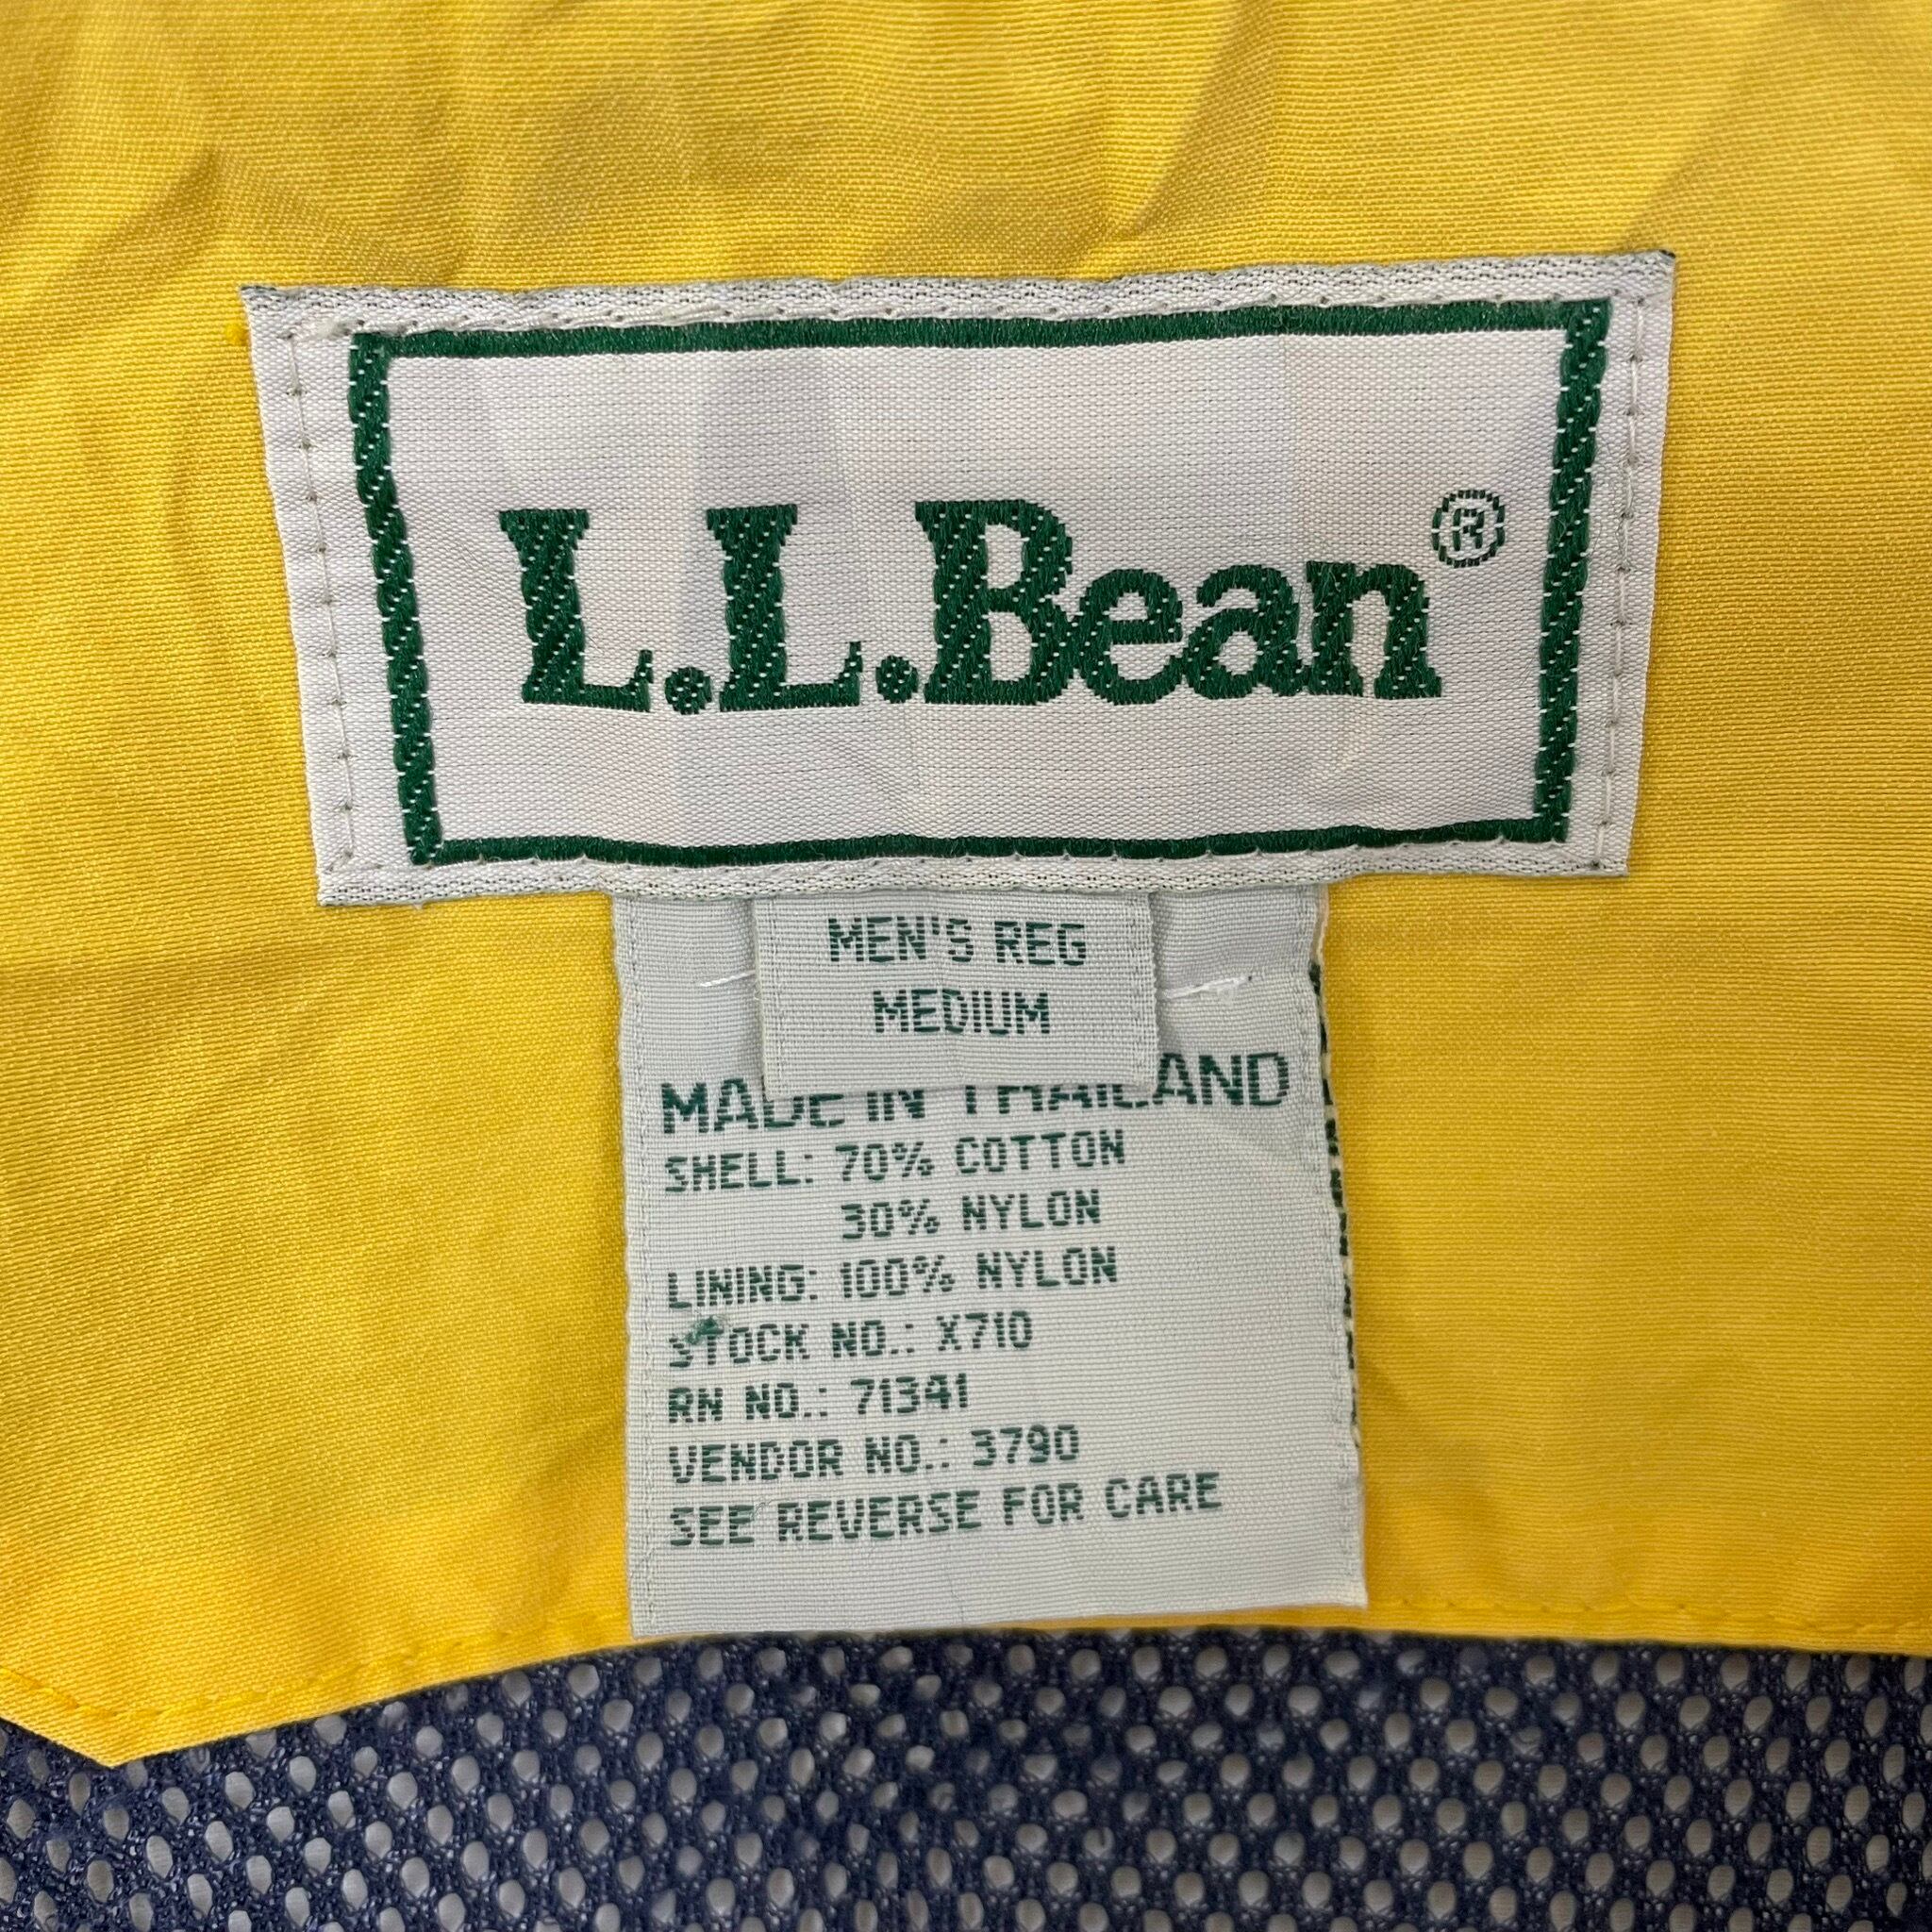 L.L.Bean®
MEN'S REG
MEDIUM
MADE IN THAILAND
SHELL: 70% COTTON
30% NYLON
LINING: 100% NYLON
STOCK NO.: X710
RN NO.: 71341
VENDOR NO.: 3790
SEE REVERSE FOR CARE